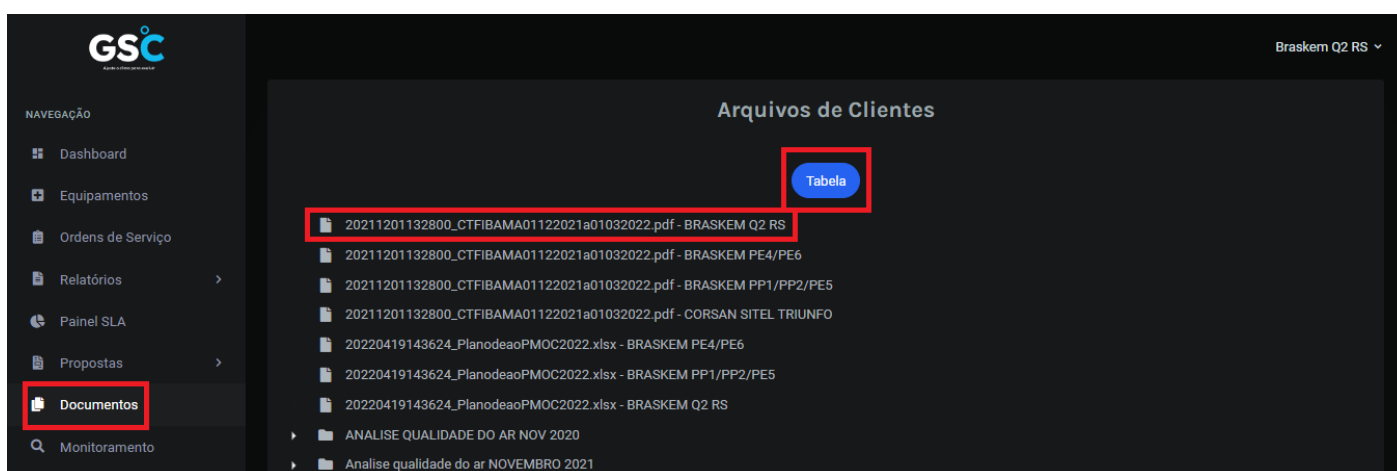 GSC
Braskem Q2 RS
NAVEGAÇÃO
Dashboard
Equipamentos
Ordens de Serviço
Relatórios
Painel SLA
Propostas
Documentos
Monitoramento
Arquivos de Clientes
Tabela
20211201132800_CTFIBAMA01122021a01032022.pdf - BRASKEM Q2 RS
20211201132800_CTFIBAMA01122021a01032022.pdf - BRASKEM PE4/PE6
20211201132800_CTFIBAMA01122021a01032022.pdf - BRASKEM PP1/PP2/PE5
20211201132800_CTFIBAMA01122021a01032022.pdf - CORSAN SITEL TRIUNFO
20220419143624_PlanodeaoPMOC2022.xlsx - BRASKEM PE4/PE6
20220419143624_PlanodeaoPMOC2022.xlsx - BRASKEM PP1/PP2/PE5
20220419143624_PlanodeaoPMOC2022.xlsx - BRASKEM Q2 RS
ANALISE QUALIDADE DO AR NOV 2020
Analise qualidade do ar NOVEMBRO 2021